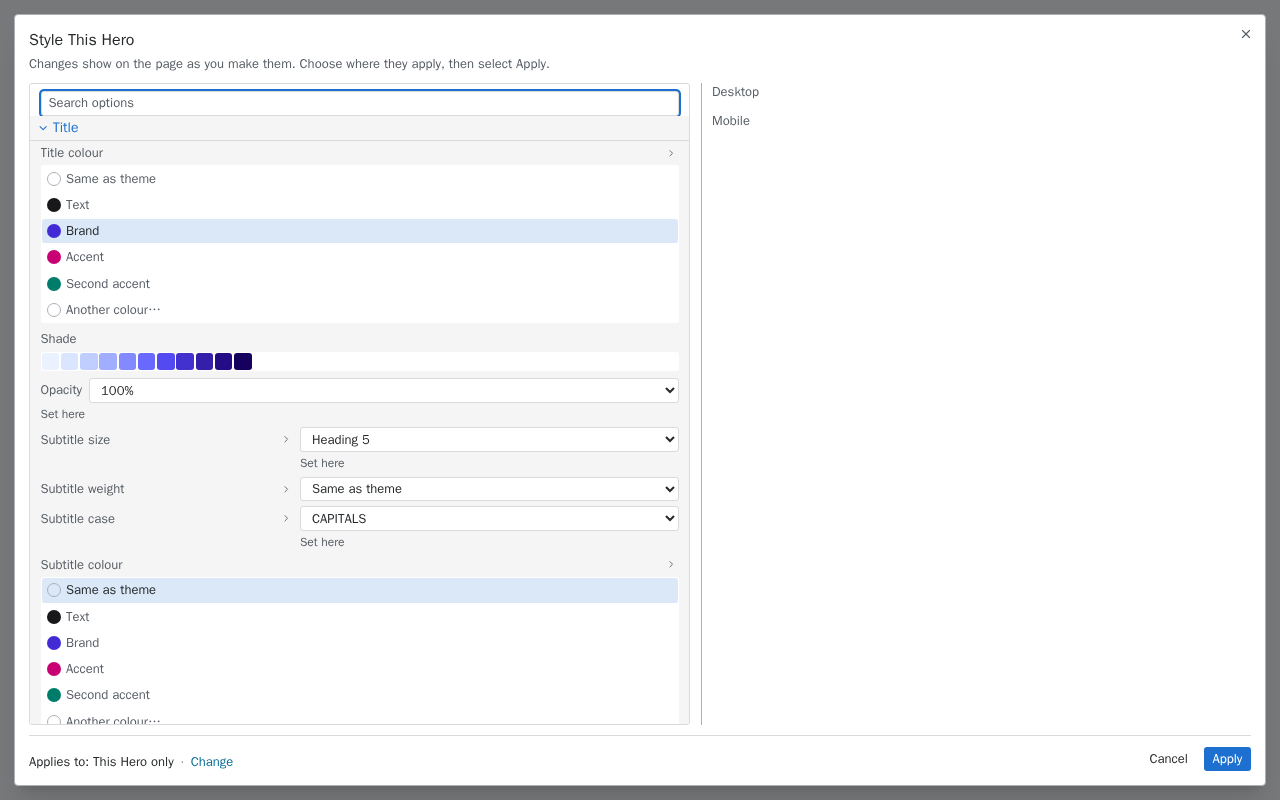 Style This Hero
Changes show on the page as you make them. Choose where they apply, then select Apply.
Search options
Title
Title colour
Same as theme
Text
Brand
Accent
Second accent
Another colour···
Shade
Opacity 100%
Set here
Subtitle size Heading 5
Set here
Subtitle weight Same as theme
Subtitle case CAPITALS
Set here
Subtitle colour
Same as theme
Text
Brand
Accent
Second accent
Another colour···
Desktop
Mobile
Applies to: This Hero only · Change
Cancel Apply